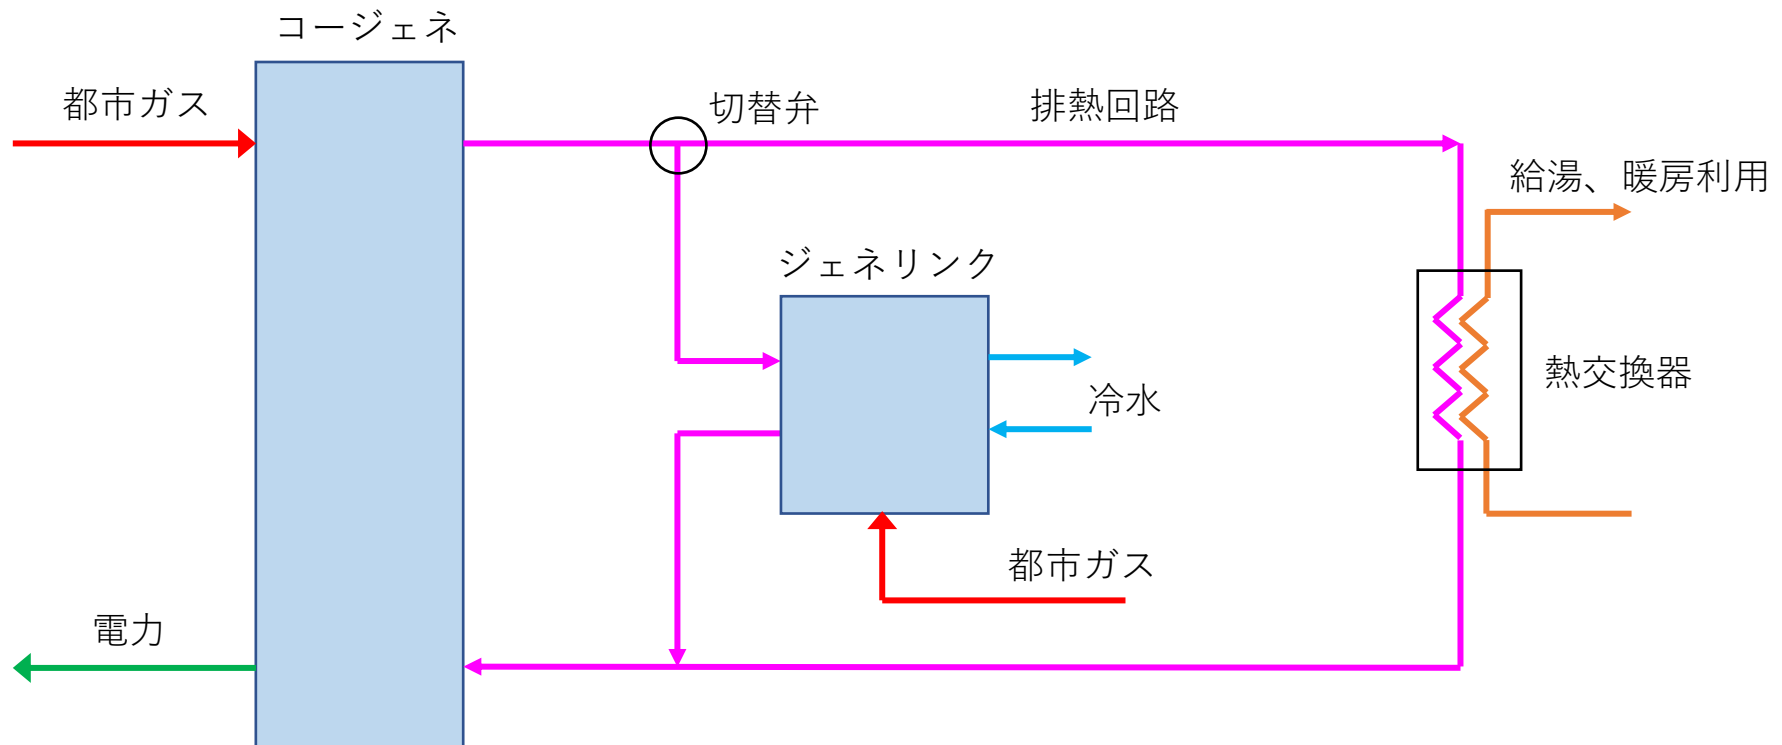 コージェネ
都市ガス
切替弁
排熱回路
給湯、暖房利用
ジェネリンク
熱交換器
冷水
都市ガス
電力